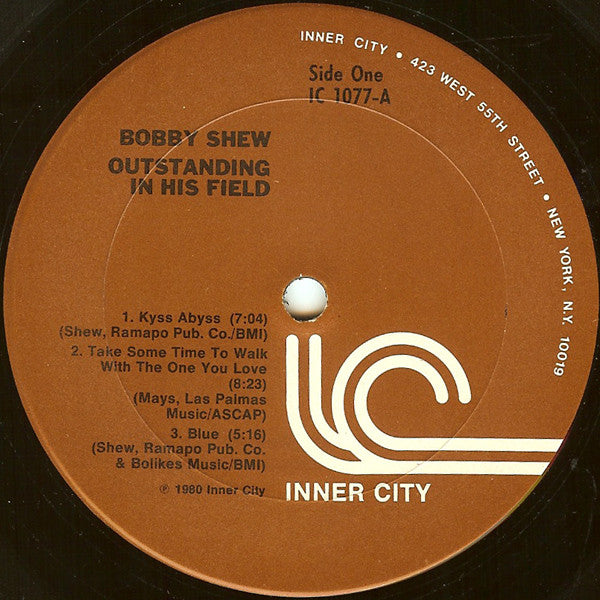 INNER CITY • 423 WEST 55TH STREET • NEW YORK, N.Y. 10019
Side One
IC 1077-A
BOBBY SHEW
OUTSTANDING
IN HIS FIELD
1. Kyss Abyss (7:04)
(Shew, Ramapo Pub. Co./BMI)
2. Take Some Time To Walk
With The One You Love
(8:23)
(Mays, Las Palmas
Music/ASCAP)
3. Blue (5:16)
(Shew, Ramapo Pub. Co.
& Bolikes Music/BMI)
℗ 1980 Inner City
IC
INNER CITY